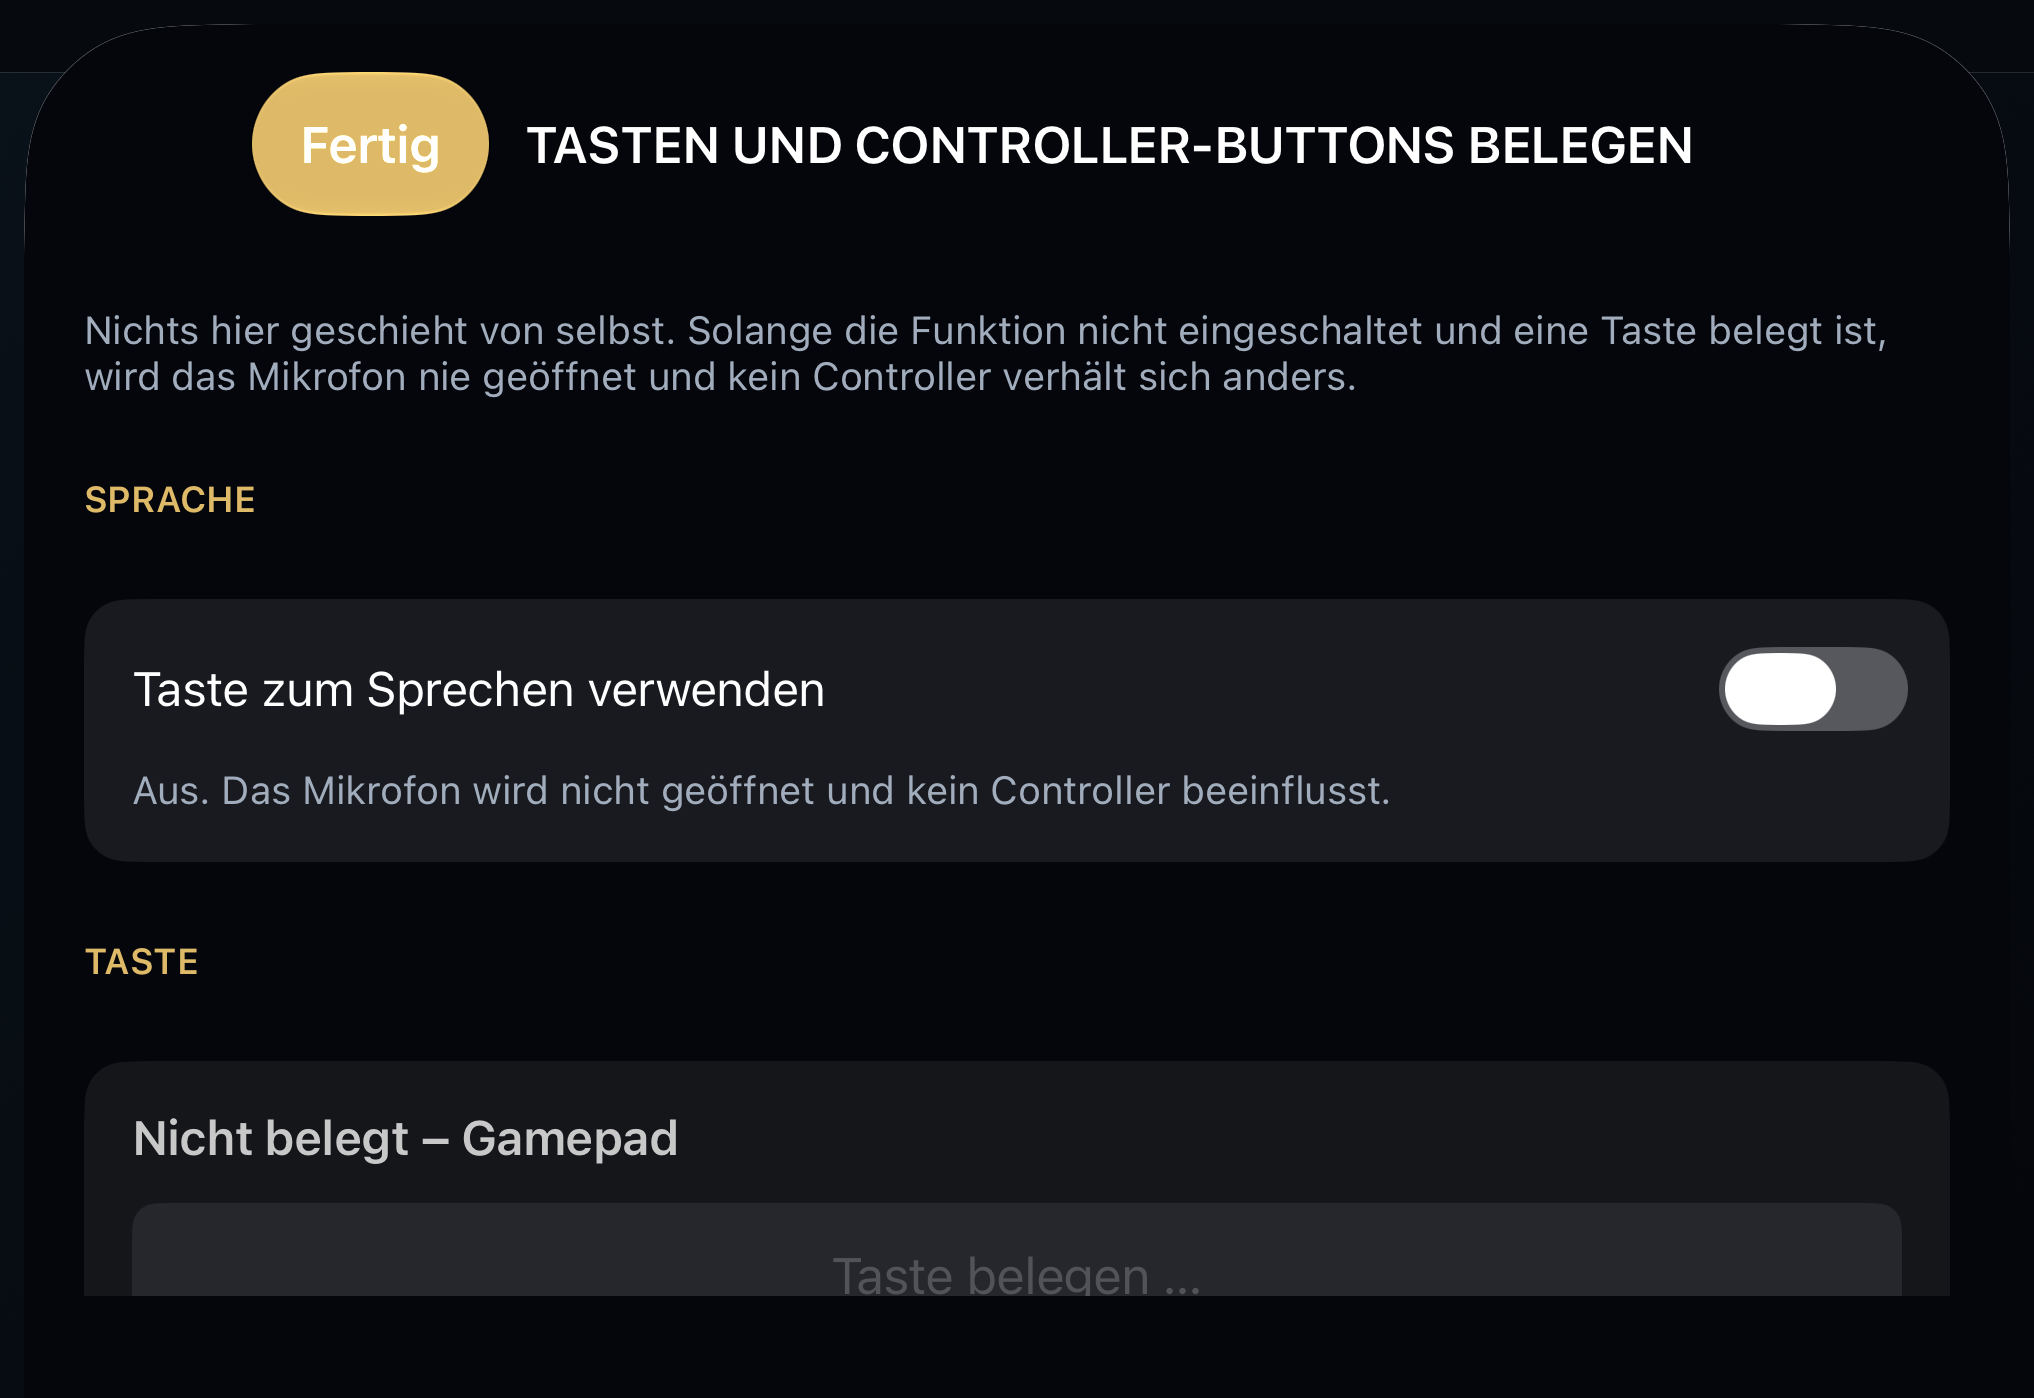 Fertig TASTEN UND CONTROLLER-BUTTONS BELEGEN
Nichts hier geschieht von selbst. Solange die Funktion nicht eingeschaltet und eine Taste belegt ist,
wird das Mikrofon nie geöffnet und kein Controller verhält sich anders.
SPRACHE
Taste zum Sprechen verwenden
Aus. Das Mikrofon wird nicht geöffnet und kein Controller beeinflusst.
TASTE
Nicht belegt – Gamepad
Taste belegen ...